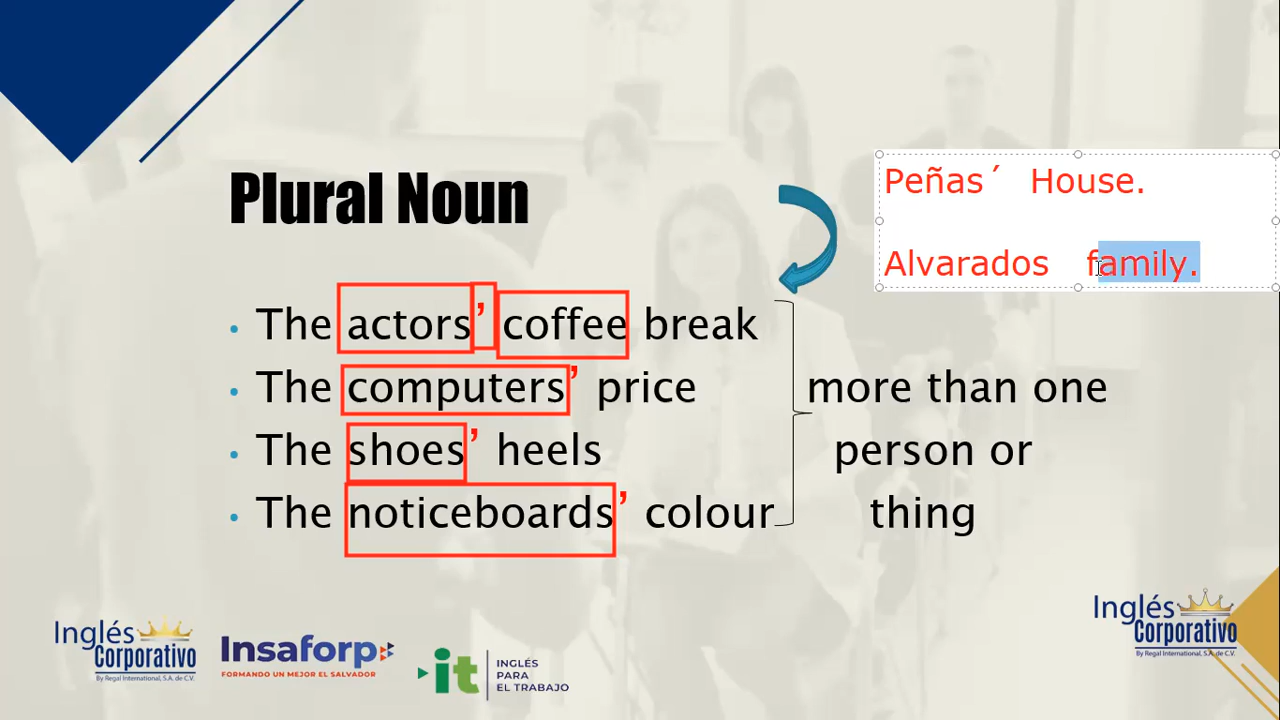 Plural Noun
Peñas´ House.
Alvarados family.
• The actors’ coffee break
• The computers’ price
• The shoes’ heels
• The noticeboards’ colour
more than one
person or
thing
Inglés
Corporativo
By Regal International, S.A. de C.V.
Insaforp
FORMANDO UN MEJOR EL SALVADOR
it
INGLÉS
PARA
EL TRABAJO
Inglés
Corporativo
By Regal International, S.A. de C.V.